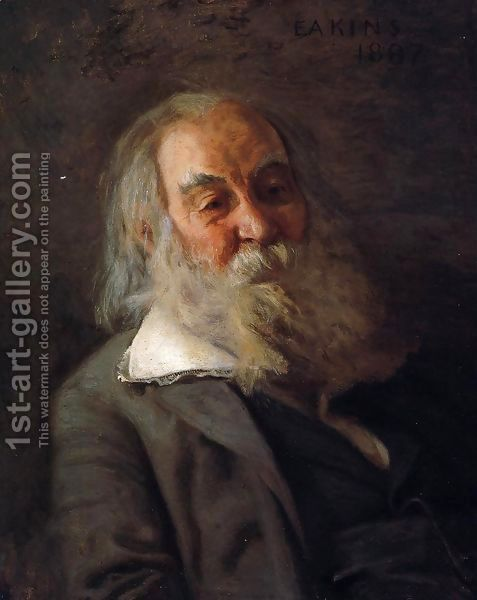 EAKINS
1887
1st-art-gallery.com
This watermark does not appear on the painting